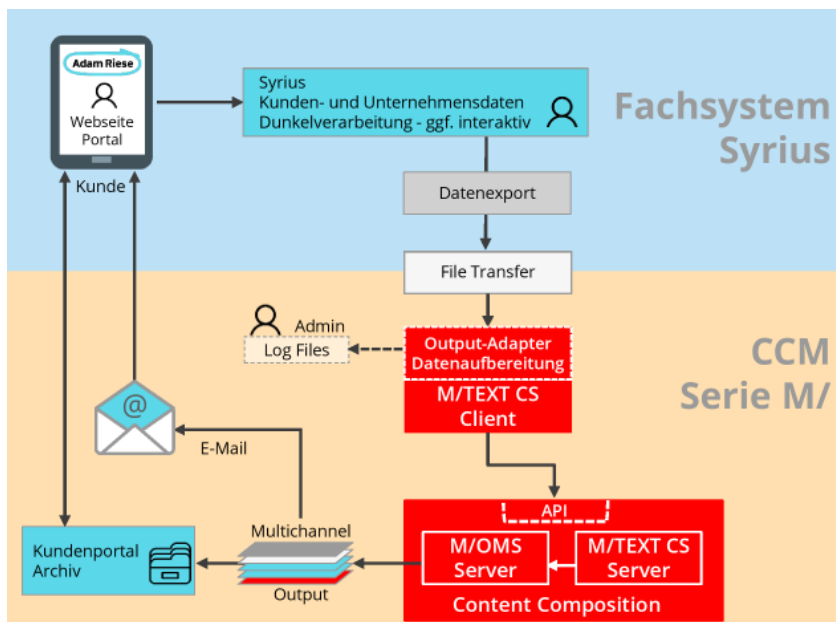 Adam Riese
Webseite
Portal
Kunde
Syrius
Kunden- und Unternehmensdaten
Dunkelverarbeitung - ggf. interaktiv
Fachsystem
Syrius
Datenexport
File Transfer
Admin
Log Files
Output-Adapter
Datenaufbereitung
M/TEXT CS
Client
CCM
Serie M/
@
E-Mail
Kundenportal
Archiv
Multichannel
Output
API
M/OMS
Server
M/TEXT CS
Server
Content Composition